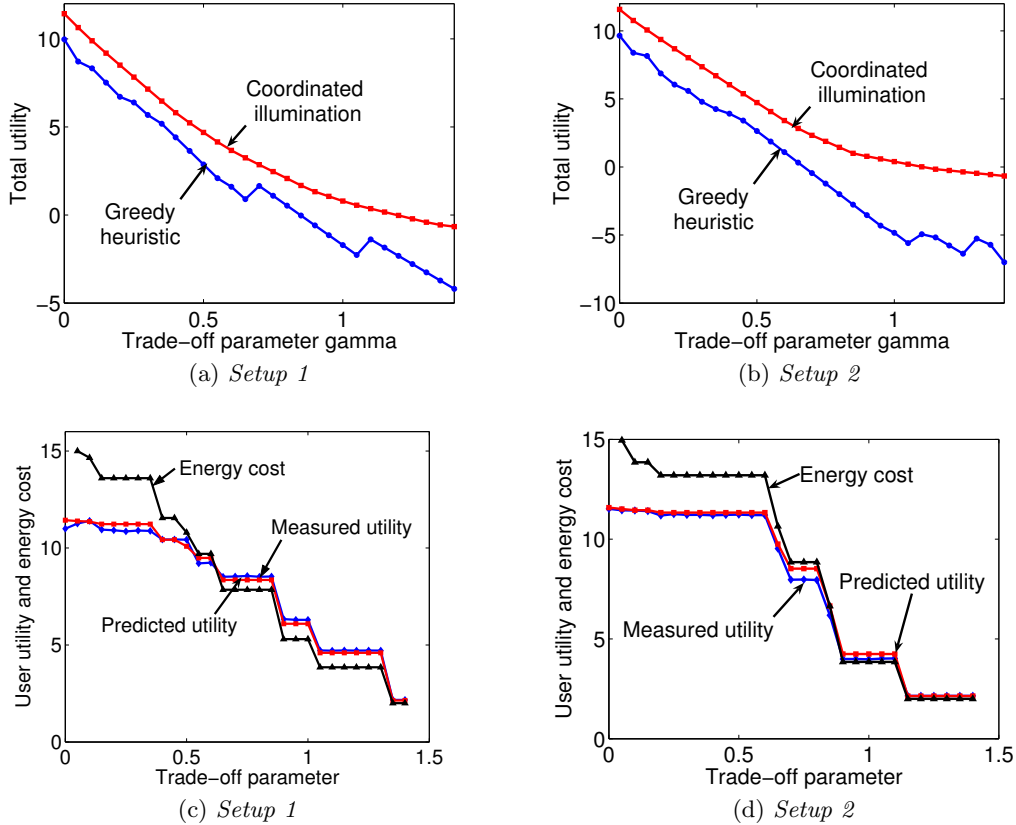 10
5
0
−5
0
0.5
1
Total utility
Trade−off parameter gamma
Coordinated
illumination
Greedy
heuristic
(a) Setup 1
10
5
0
−5
−10
0
0.5
1
Total utility
Trade−off parameter gamma
Coordinated
illumination
Greedy
heuristic
(b) Setup 2
15
10
5
0
0
0.5
1
1.5
User utility and energy cost
Trade−off parameter
Energy cost
Measured utility
Predicted utility
(c) Setup 1
15
10
5
0
0
0.5
1
1.5
User utility and energy cost
Trade−off parameter
Energy cost
Predicted utility
Measured utility
(d) Setup 2